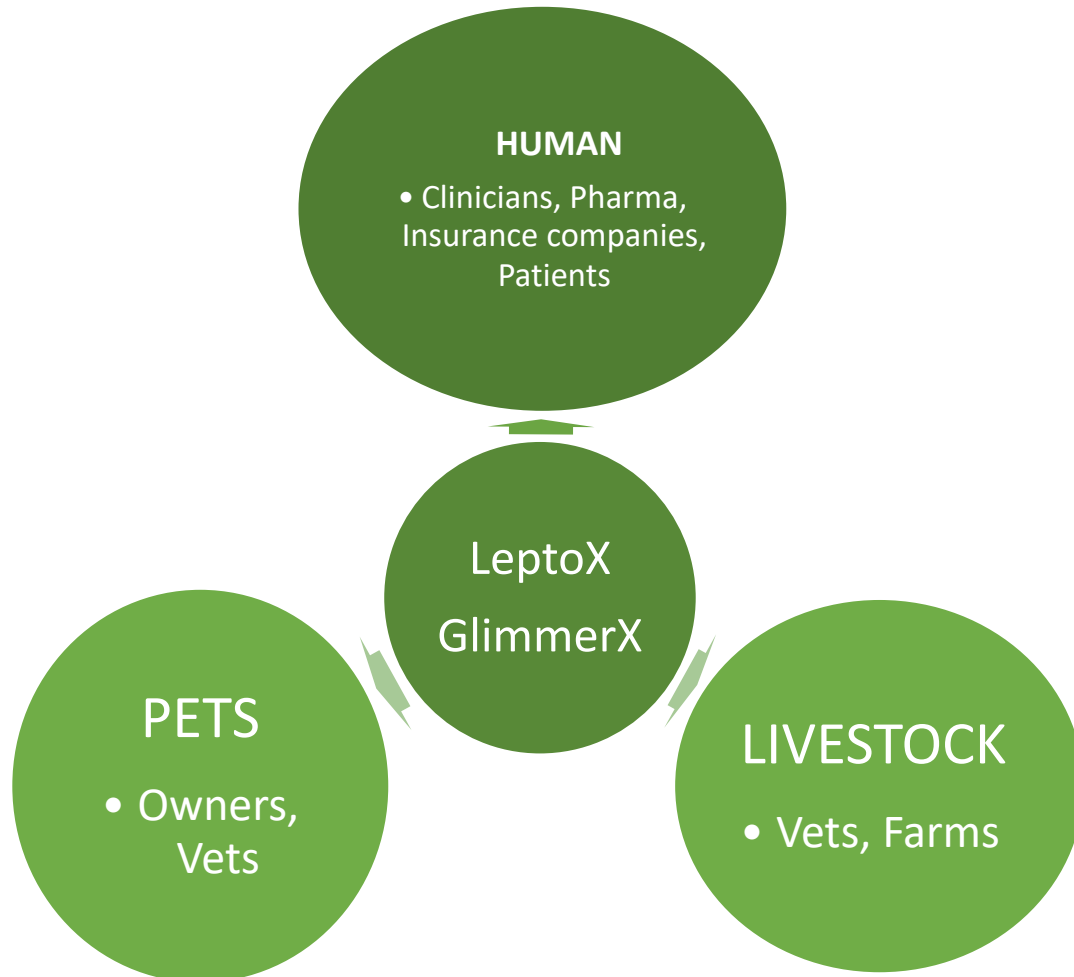 HUMAN
• Clinicians, Pharma,
Insurance companies,
Patients
LeptoX
GlimmerX
PETS
• Owners,
Vets
LIVESTOCK
• Vets, Farms